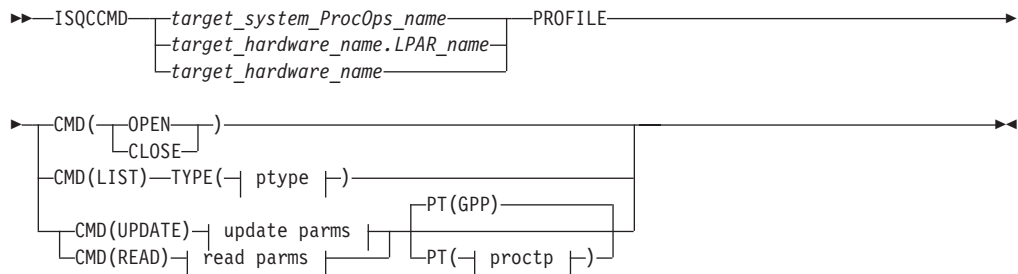 ISQCCMD target_system_ProcOps_name PROFILE
target_hardware_name.LPAR_name
target_hardware_name
CMD( OPEN )
CLOSE
CMD(LIST) TYPE( ptype )
PT(GPP)
CMD(UPDATE) update parms
CMD(READ) read parms PT( proctp )